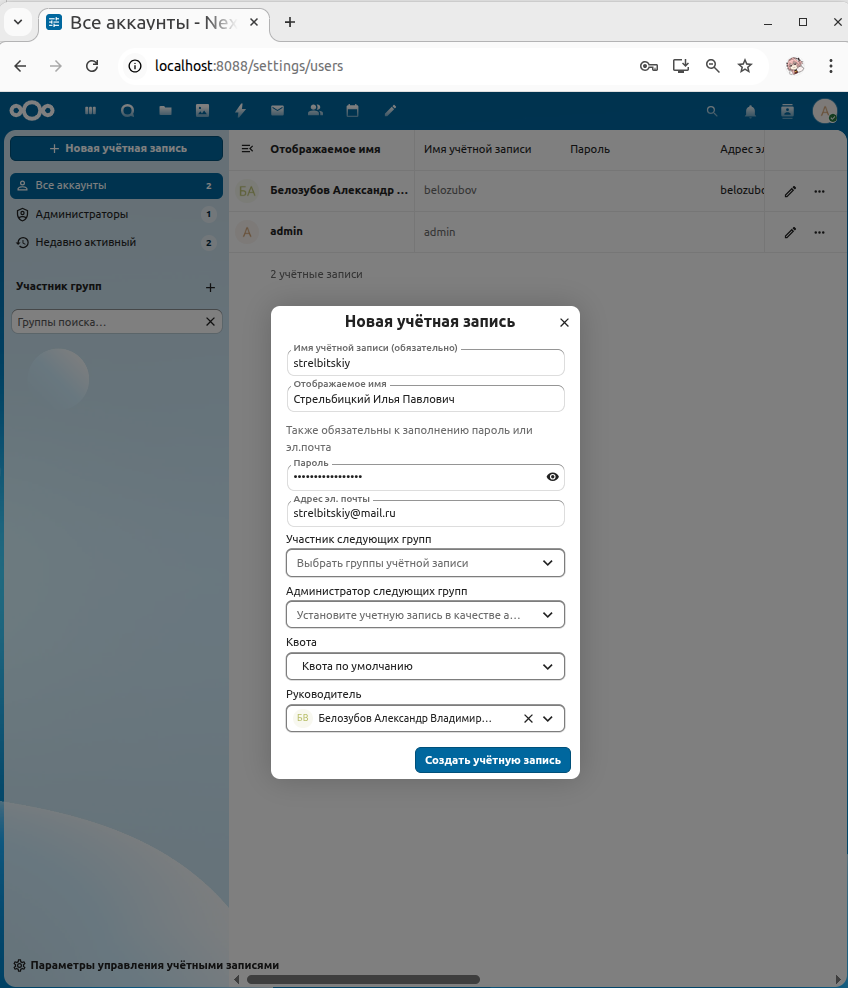 Все аккаунты - Nex
localhost:8088/settings/users
A
Новая учётная запись
Отображаемое имя
Имя учётной записи
Пароль
Адрес эл
Все аккаунты
2
БА
Белозубов Александр ...
belozubov
belozubo
Администраторы
1
Недавно активный
2
A
admin
admin
2 учётные записи
Участник групп
Группы поиска...
Новая учётная запись
Имя учётной записи (обязательно)
strelbitskiy
Отображаемое имя
Стрельбицкий Илья Павлович
Также обязательны к заполнению пароль или
эл.почта
Пароль
•••••••••••••••••
Адрес эл. почты
strelbitskiy@mail.ru
Участник следующих групп
Выбрать группы учётной записи
Администратор следующих групп
Установите учетную запись в качестве а...
Квота
Квота по умолчанию
Руководитель
БВ
Белозубов Александр Владимир...
Создать учётную запись
Параметры управления учётными записями